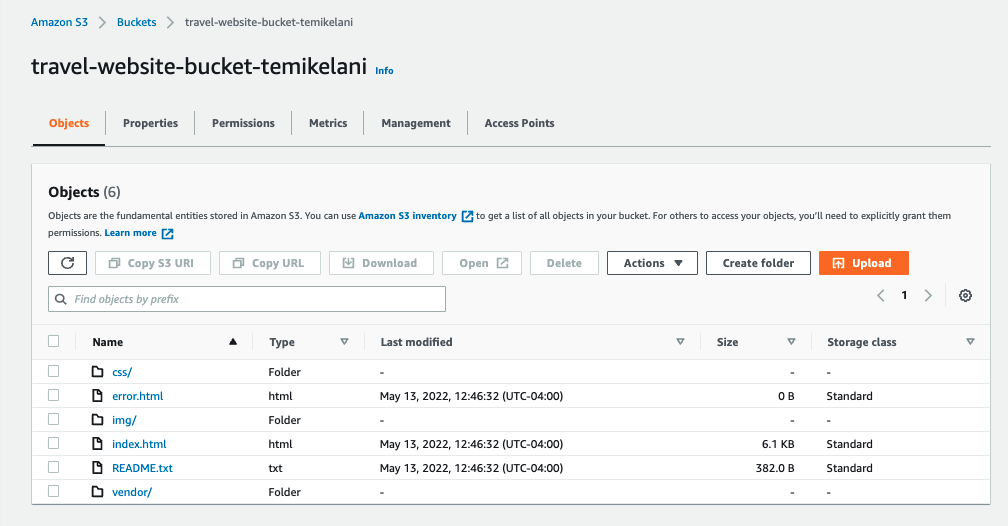 Amazon S3 > Buckets > travel-website-bucket-temikelani
travel-website-bucket-temikelani Info
Objects Properties Permissions Metrics Management Access Points
Objects (6)
Objects are the fundamental entities stored in Amazon S3. You can use Amazon S3 inventory to get a list of all objects in your bucket. For others to access your objects, you'll need to explicitly grant them
permissions. Learn more
Copy S3 URI Copy URL Download Open Delete Actions Create folder Upload
Find objects by prefix 1
Name Type Last modified Size Storage class
css/ Folder - - -
error.html html May 13, 2022, 12:46:32 (UTC-04:00) 0 B Standard
img/ Folder - - -
index.html html May 13, 2022, 12:46:32 (UTC-04:00) 6.1 KB Standard
README.txt txt May 13, 2022, 12:46:32 (UTC-04:00) 382.0 B Standard
vendor/ Folder - - -